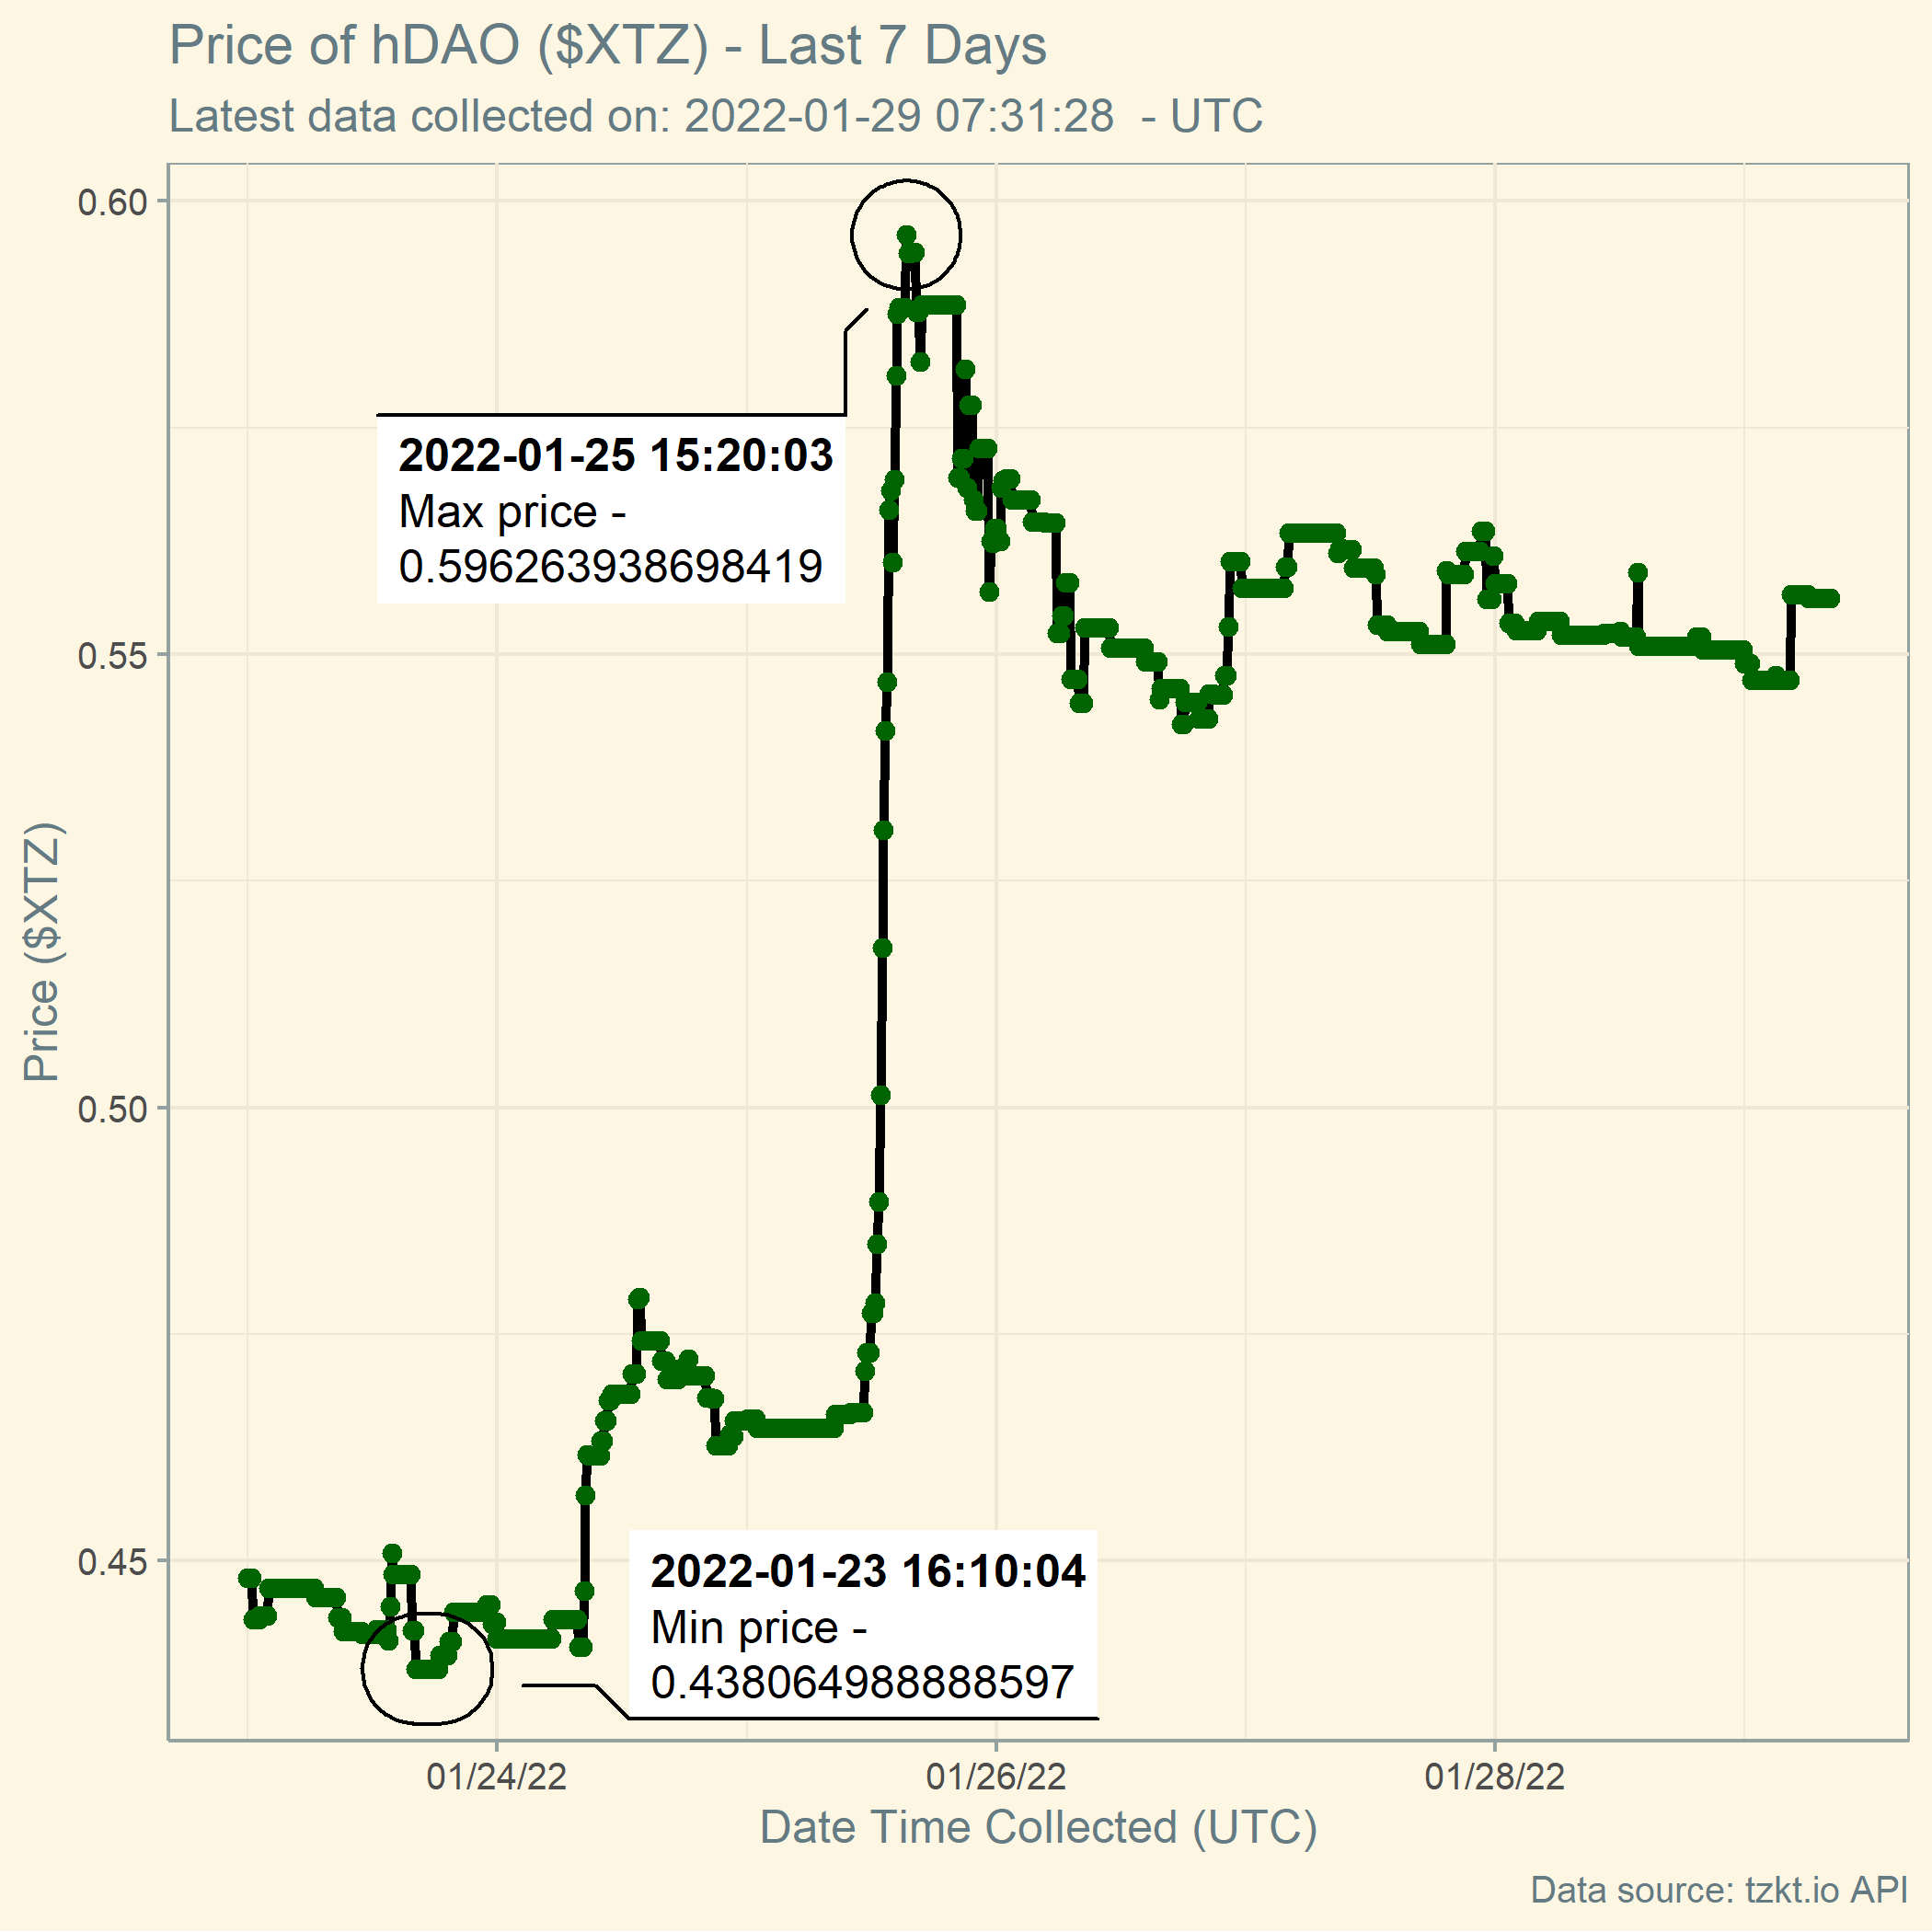 Price of hDAO ($XTZ) - Last 7 Days
Latest data collected on: 2022-01-29 07:31:28  - UTC
Price ($XTZ)
0.60
0.55
0.50
0.45
2022-01-25 15:20:03
Max price -
0.596263938698419
2022-01-23 16:10:04
Min price -
0.438064988888597
01/24/22
01/26/22
01/28/22
Date Time Collected (UTC)
Data source: tzkt.io API